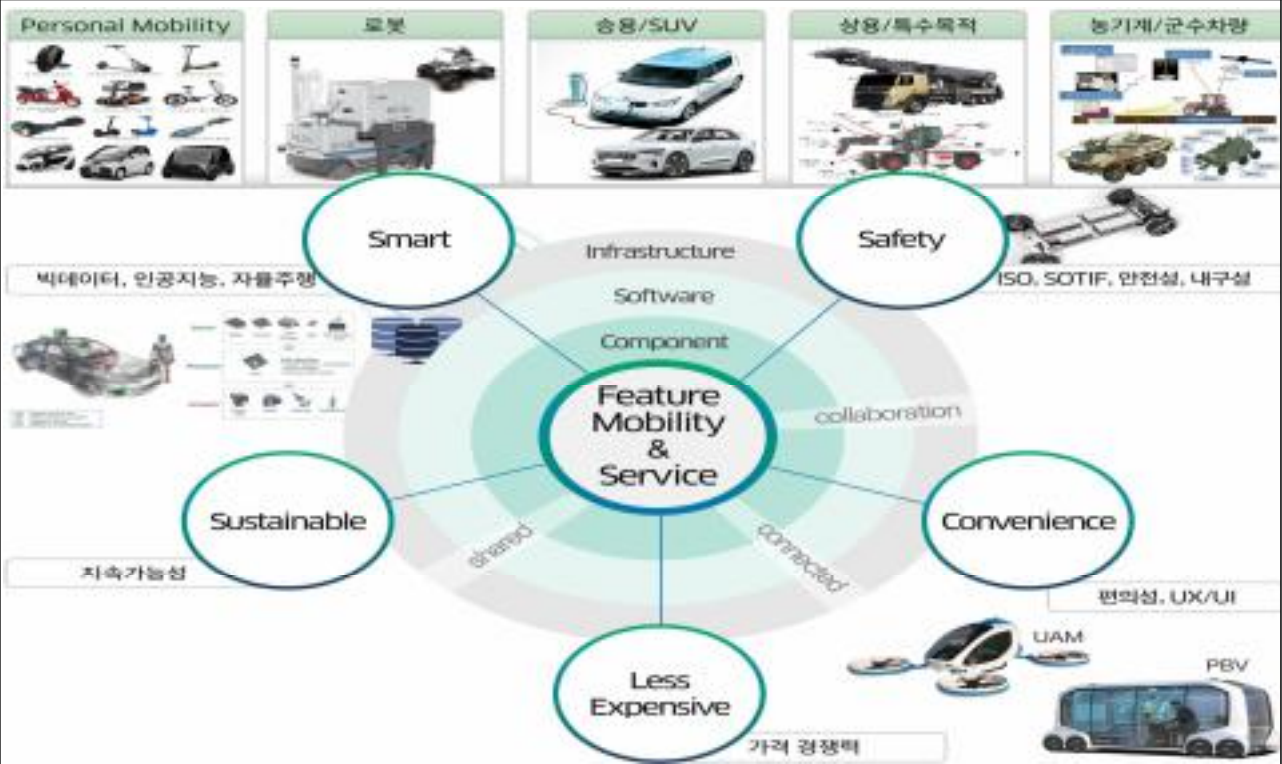 Personal Mobility
로봇
승용/SUV
상용/특수목적
농기계/군수차량
Smart
Safety
Infrastructure
Software
Component
빅데이터, 인공지능, 자율주행
ISO, SOTIF, 안전성, 내구성
Feature
Mobility
&
Service
collaboration
shared
connected
Sustainable
Convenience
지속가능성
편의성, UX/UI
Less
Expensive
가격 경쟁력
UAM
PBV